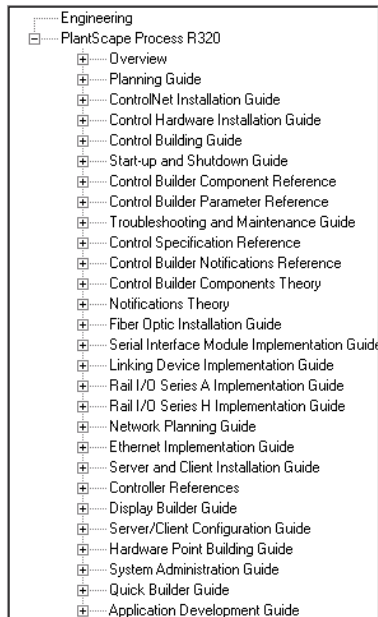 Engineering
PlantScape Process R320
Overview
Planning Guide
ControlNet Installation Guide
Control Hardware Installation Guide
Control Building Guide
Start-up and Shutdown Guide
Control Builder Component Reference
Control Builder Parameter Reference
Troubleshooting and Maintenance Guide
Control Specification Reference
Control Builder Notifications Reference
Control Builder Components Theory
Notifications Theory
Fiber Optic Installation Guide
Serial Interface Module Implementation Guide
Linking Device Implementation Guide
Rail I/O Series A Implementation Guide
Rail I/O Series H Implementation Guide
Network Planning Guide
Ethernet Implementation Guide
Server and Client Installation Guide
Controller References
Display Builder Guide
Server/Client Configuration Guide
Hardware Point Building Guide
System Administration Guide
Quick Builder Guide
Application Development Guide